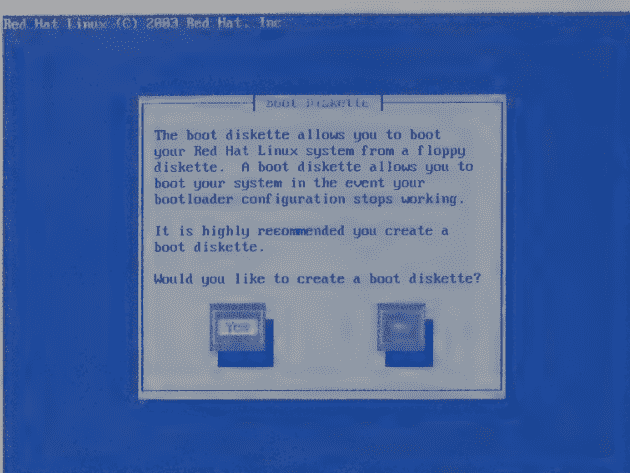 Red Hat Linux (C) 2003 Red Hat, Inc
Boot Diskette
The boot diskette allows you to boot
your Red Hat Linux system from a floppy
diskette.  A boot diskette allows you to
boot your system in the event your
bootloader configuration stops working.
It is highly recommended you create a
boot diskette.
Would you like to create a boot diskette?
Yes